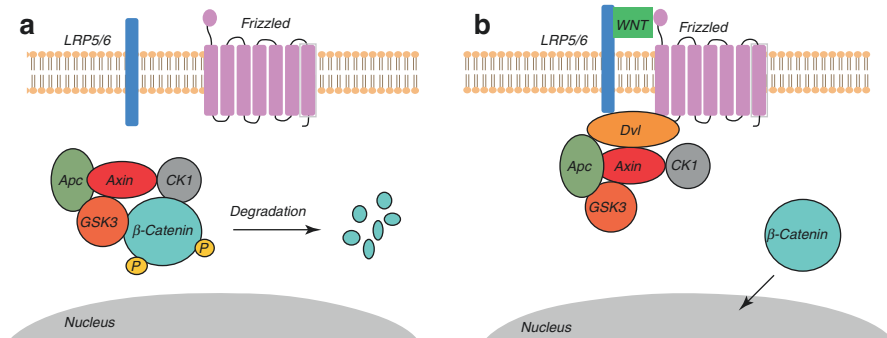 a
LRP5/6
Frizzled
Apc
Axin
CK1
GSK3
β-Catenin
P
P
Degradation
Nucleus
b
LRP5/6
WNT
Frizzled
Dvl
Apc
Axin
CK1
GSK3
β-Catenin
Nucleus